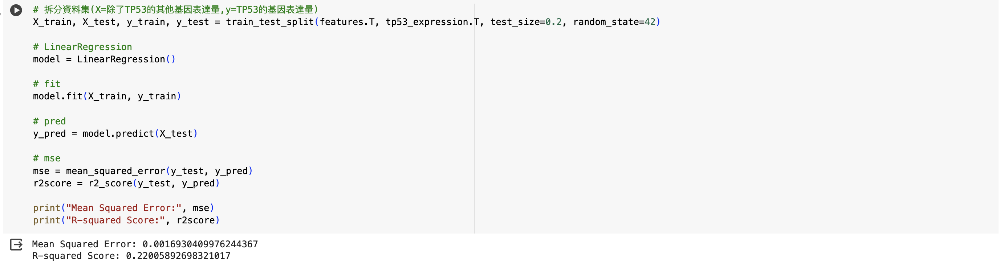 # 拆分資料集(X=除了TP53的其他基因表達量,y=TP53的基因表達量)
X_train, X_test, y_train, y_test = train_test_split(features.T, tp53_expression.T, test_size=0.2, random_state=42)
# LinearRegression
model = LinearRegression()
# fit
model.fit(X_train, y_train)
# pred
y_pred = model.predict(X_test)
# mse
mse = mean_squared_error(y_test, y_pred)
r2score = r2_score(y_test, y_pred)
print("Mean Squared Error:", mse)
print("R-squared Score:", r2score)
Mean Squared Error: 0.0016930409976244367
R-squared Score: 0.22005892698321017